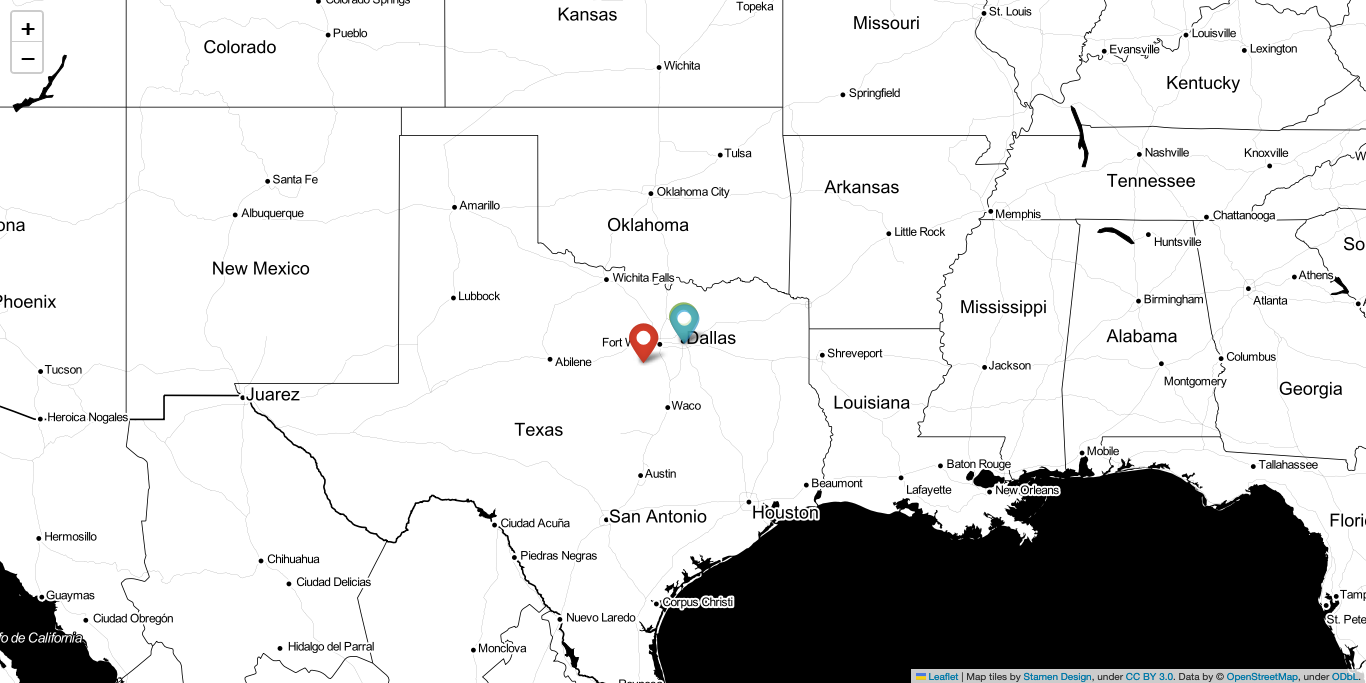 +
−
Colorado Springs
Kansas
Topeka
Missouri
St. Louis
Colorado
Pueblo
Louisville
Evansville
Lexington
Wichita
Kentucky
Springfield
Tulsa
Nashville
Knoxville
Santa Fe
Tennessee
Arkansas
Oklahoma City
Amarillo
Albuquerque
Memphis
Chattanooga
ona
Oklahoma
Little Rock
Huntsville
So
New Mexico
Wichita Falls
Athens
Phoenix
Lubbock
Mississippi
Birmingham
Atlanta
Alabama
Dallas
Fort W
Shreveport
Columbus
Abilene
Jackson
Tucson
Montgomery
Georgia
Juarez
Louisiana
Waco
Heroica Nogales
Texas
Mobile
Baton Rouge
Tallahassee
Austin
Beaumont
Lafayette
New Orleans
San Antonio
Houston
Ciudad Acuña
Flori
Hermosillo
Piedras Negras
Chihuahua
Ciudad Delicias
Guaymas
Corpus Christi
Tamp
Ciudad Obregón
Nuevo Laredo
St. Pete
fo de California
Hidalgo del Parral
Monclova
Leaflet | Map tiles by Stamen Design, under CC BY 3.0. Data by © OpenStreetMap, under ODbL.